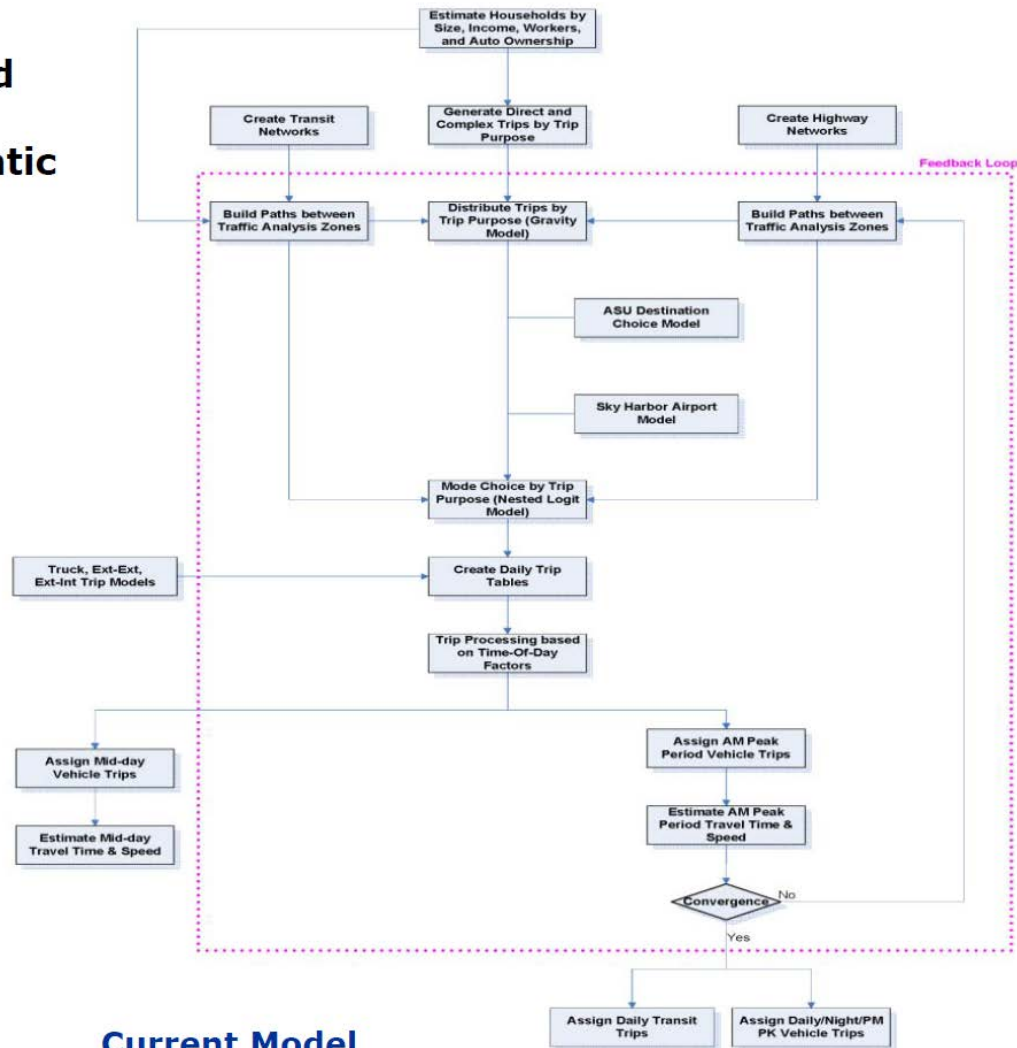 Estimate Households by
Size, Income, Workers,
and Auto Ownership
d
atic
Create Transit
Networks
Generate Direct and
Complex Trips by Trip
Purpose
Create Highway
Networks
Feedback Loop
Build Paths between
Traffic Analysis Zones
Distribute Trips by
Trip Purpose (Gravity
Model)
Build Paths between
Traffic Analysis Zones
ASU Destination
Choice Model
Sky Harbor Airport
Model
Mode Choice by Trip
Purpose (Nested Logit
Model)
Truck, Ext-Ext,
Ext-Int Trip Models
Create Daily Trip
Tables
Trip Processing based
on Time-Of-Day
Factors
Assign Mid-day
Vehicle Trips
Assign AM Peak
Period Vehicle Trips
Estimate Mid-day
Travel Time & Speed
Estimate AM Peak
Period Travel Time &
Speed
Convergence
No
Yes
Assign Daily Transit
Trips
Assign Daily/Night/PM
PK Vehicle Trips
Current Model